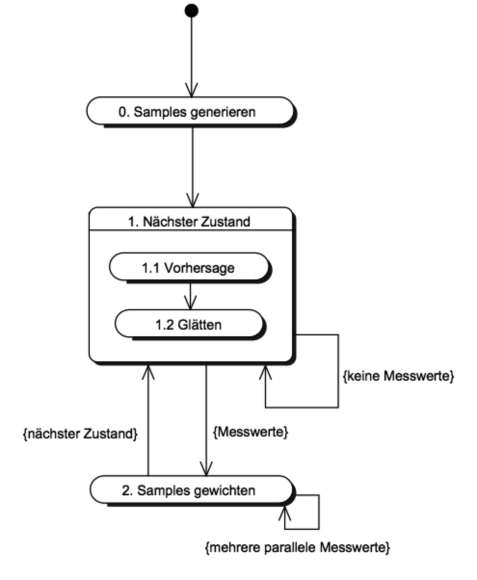 0. Samples generieren
1. Nächster Zustand
1.1 Vorhersage
1.2 Glätten
{keine Messwerte}
{nächster Zustand}
{Messwerte}
2. Samples gewichten
{mehrere parallele Messwerte}